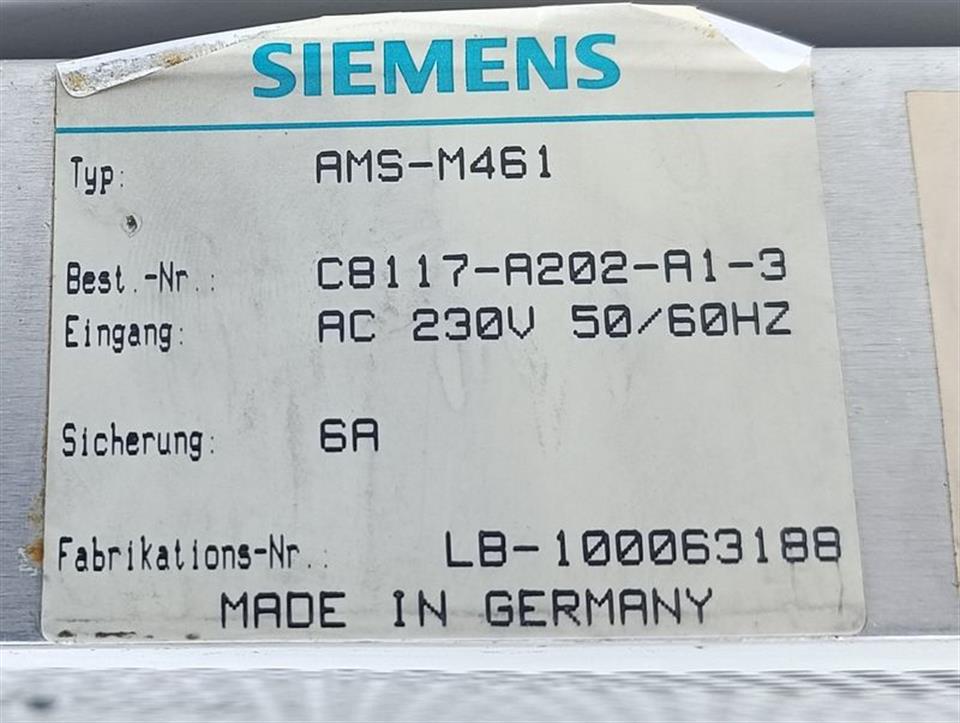 SIEMENS
Typ: AMS-M461
Best.-Nr.: C8117-A202-A1-3
Eingang: AC 230V 50/60HZ
Sicherung: 6A
Fabrikations-Nr.: LB-100063188
MADE IN GERMANY